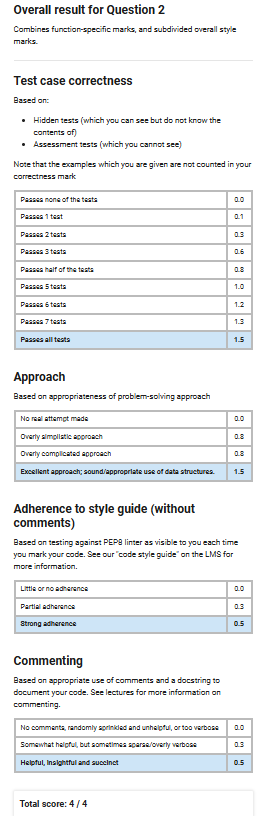 Overall result for Question 2
Combines function-specific marks, and subdivided overall style
marks.
Test case correctness
Based on:
• Hidden tests (which you can see but do not know the
contents of)
• Assessment tests (which you cannot see)
Note that the examples which you are given are not counted in your
correctness mark
Passes none of the tests 0.0
Passes 1 test 0.1
Passes 2 tests 0.3
Passes 3 tests 0.6
Passes half of the tests 0.8
Passes 5 tests 1.0
Passes 6 tests 1.2
Passes 7 tests 1.3
Passes all tests 1.5
Approach
Based on appropriateness of problem-solving approach
No real attempt made 0.0
Overly simplistic approach 0.8
Overly complicated approach 0.8
Excellent approach; sound/appropriate use of data structures. 1.5
Adherence to style guide (without
comments)
Based on testing against PEP8 linter as visible to you each time
you mark your code. See our "code style guide" on the LMS for
more information.
Little or no adherence 0.0
Partial adherence 0.3
Strong adherence 0.5
Commenting
Based on appropriate use of comments and a docstring to
document your code. See lectures for more information on
commenting.
No comments, randomly sprinkled and unhelpful, or too verbose 0.0
Somewhat helpful, but sometimes sparse/overly verbose 0.3
Helpful, insightful and succinct 0.5
Total score: 4 / 4